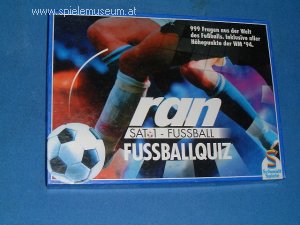 www.spielemuseum.at
999 Fragen aus der Welt
des Fußballs. Inklusive aller
Höhepunkte der WM '94.
ran
SAT.1 - FUSSBALL
FUSSBALLQUIZ
S
Schmidt
Spiele